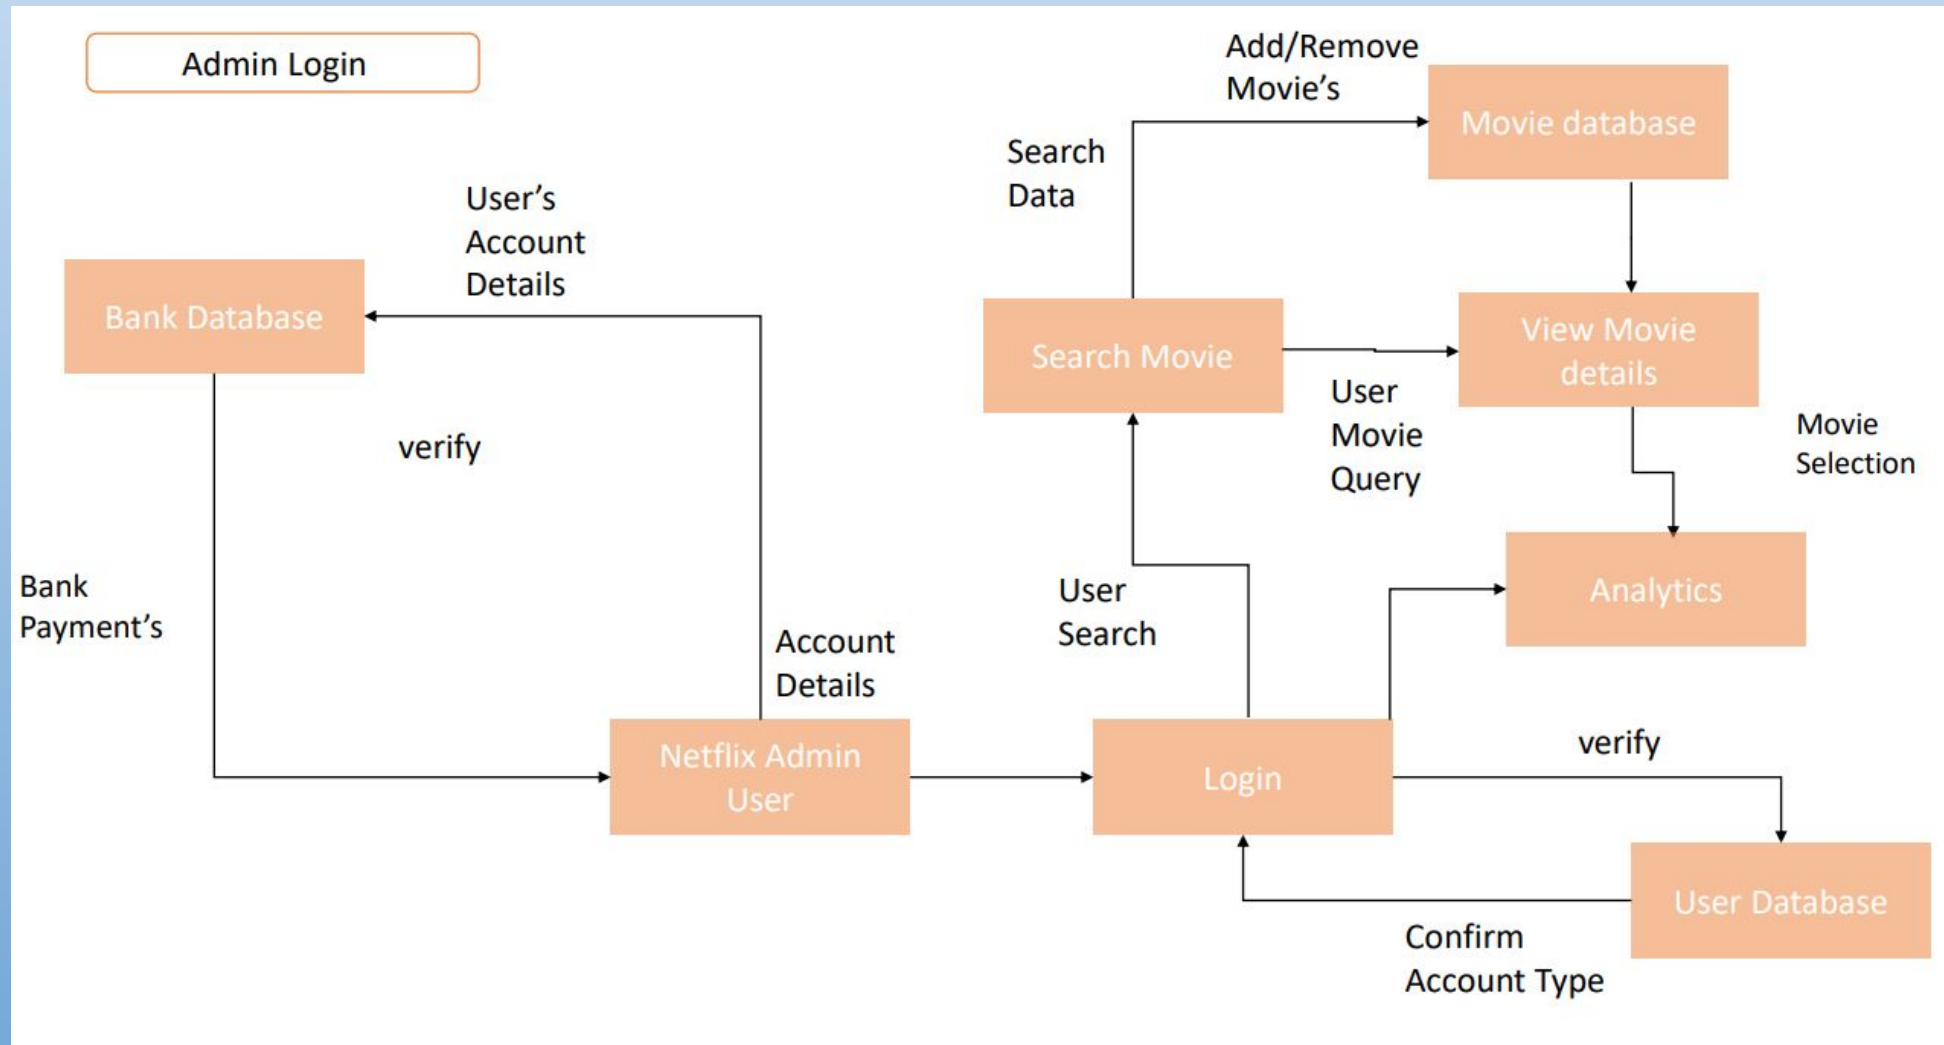 Admin Login
Add/Remove
Movie's
Movie database
Search
Data
User's
Account
Details
Bank Database
Search Movie
View Movie
details
User
Movie
Query
Movie
Selection
verify
Bank
Payment's
User
Search
Analytics
Account
Details
Netflix Admin
User
Login
verify
User Database
Confirm
Account Type